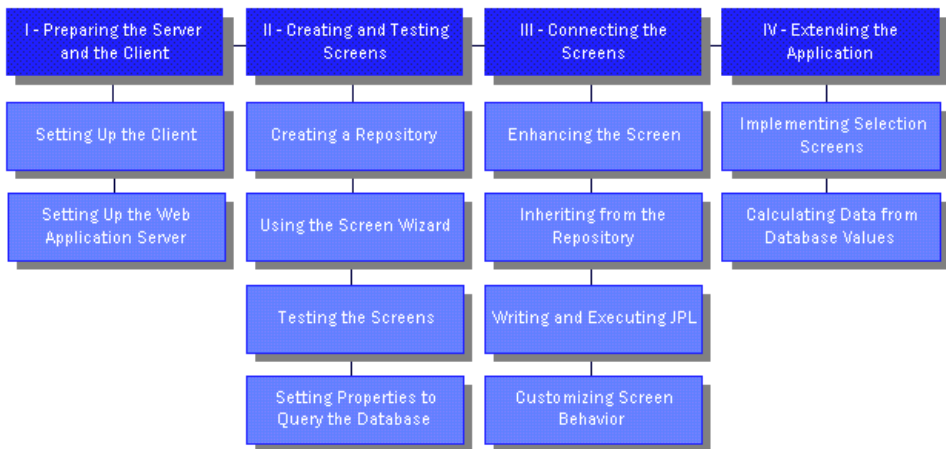 I - Preparing the Server
and the Client
II - Creating and Testing
Screens
III - Connecting the
Screens
IV - Extending the
Application
Setting Up the Client
Creating a Repository
Enhancing the Screen
Implementing Selection
Screens
Setting Up the Web
Application Server
Using the Screen Wizard
Inheriting from the
Repository
Calculating Data from
Database Values
Testing the Screens
Writing and Executing JPL
Setting Properties to
Query the Database
Customizing Screen
Behavior